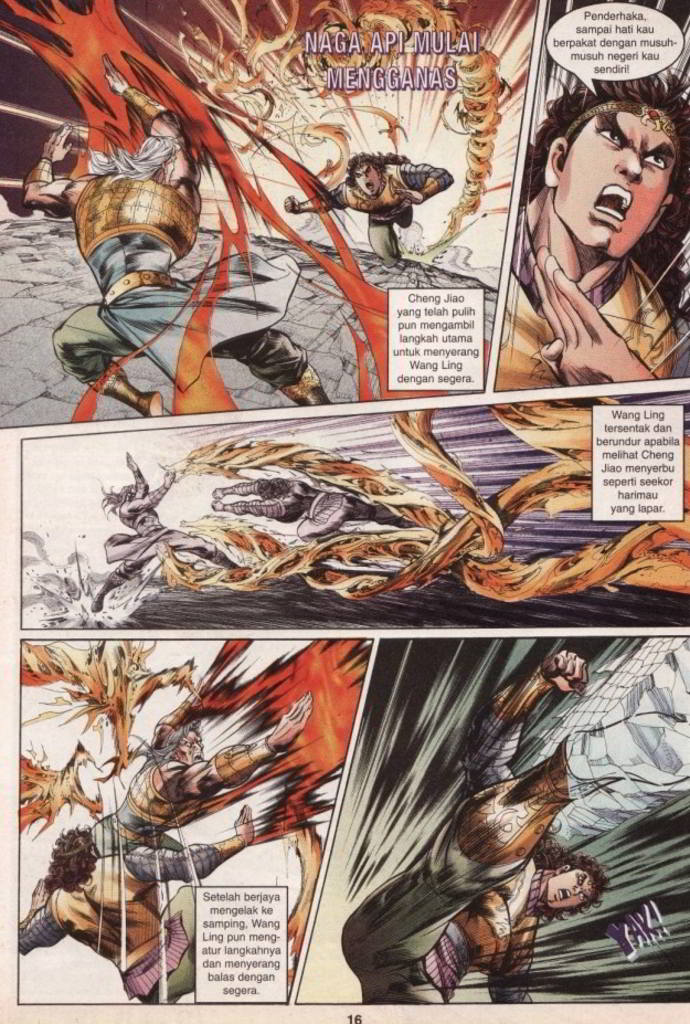 NAGA API MULAI
MENGGANAS
Penderhaka,
sampai hati kau
berpakat dengan musuh-
musuh negeri kau
sendiri!
Cheng Jiao
yang telah pulih
pun mengambil
langkah utama
untuk menyerang
Wang Ling
dengan segera.
Wang Ling
tersentak dan
berundur apabila
melihat Cheng
Jiao menyerbu
seperti seekor
harimau
yang lapar.
Setelah berjaya
mengelak ke
samping, Wang
Ling pun meng-
atur langkahnya
dan menyerang
balas dengan
segera.
16